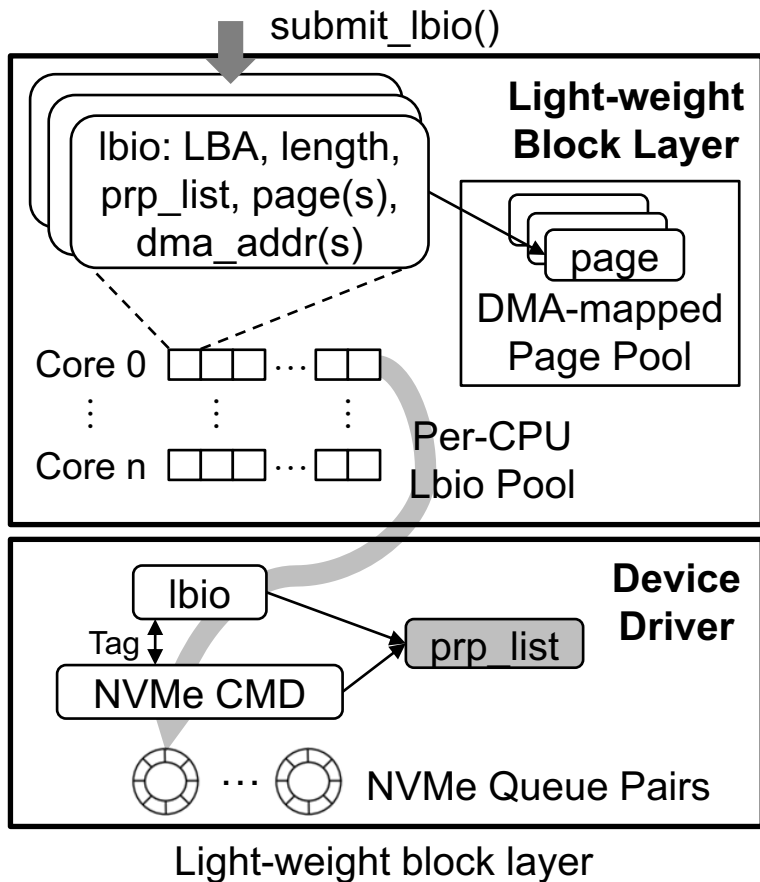 submit_lbio()
Light-weight
Block Layer
lbio: LBA, length,
prp_list, page(s),
dma_addr(s)
page
DMA-mapped
Page Pool
Core 0
...
Core n
...
Per-CPU
Lbio Pool
Device
Driver
lbio
Tag
prp_list
NVMe CMD
...
NVMe Queue Pairs
Light-weight block layer